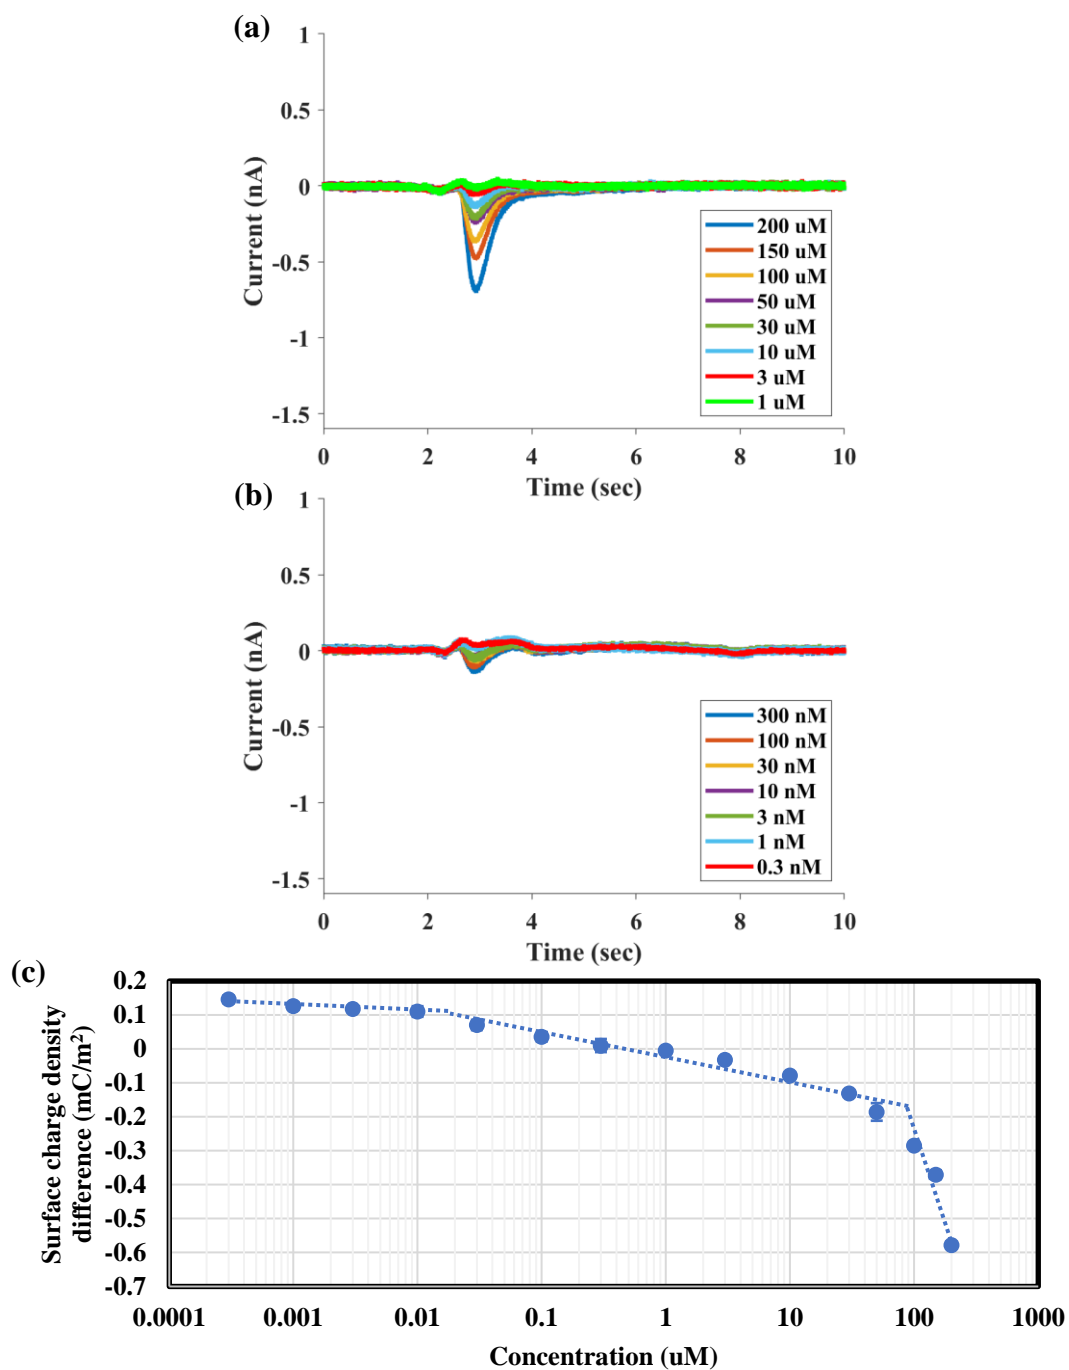 (a)
1
0.5
0
-0.5
-1
-1.5
Current (nA)
200 uM
150 uM
100 uM
50 uM
30 uM
10 uM
3 uM
1 uM
0 2 4 6 8 10
Time (sec)
(b)
1
0.5
0
-0.5
-1
-1.5
Current (nA)
300 nM
100 nM
30 nM
10 nM
3 nM
1 nM
0.3 nM
0 2 4 6 8 10
Time (sec)
(c)
0.2
0.1
0
-0.1
-0.2
-0.3
-0.4
-0.5
-0.6
-0.7
Surface charge density
difference (mC/m²)
0.0001 0.001 0.01 0.1 1 10 100 1000
Concentration (uM)